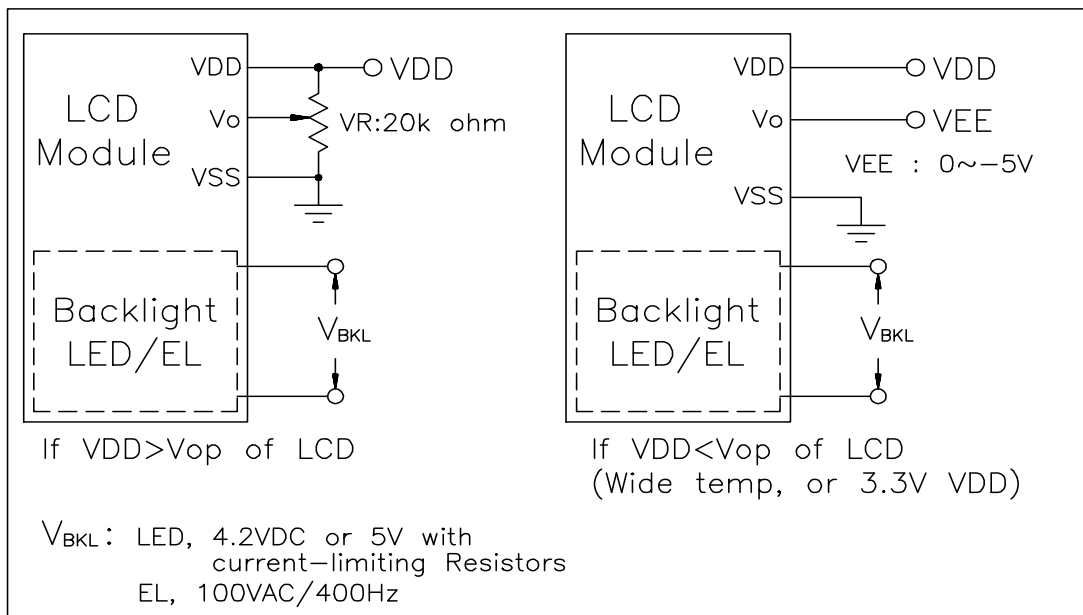 VDD
VDD
LCD
Module
Vo
VR:20k ohm
VSS
Backlight
LED/EL
VBKL
If VDD>Vop of LCD
VDD
VDD
LCD
Module
Vo
VEE
VEE : 0~-5V
VSS
Backlight
LED/EL
VBKL
If VDD<Vop of LCD
(Wide temp, or 3.3V VDD)
VBKL: LED, 4.2VDC or 5V with
current-limiting Resistors
EL, 100VAC/400Hz